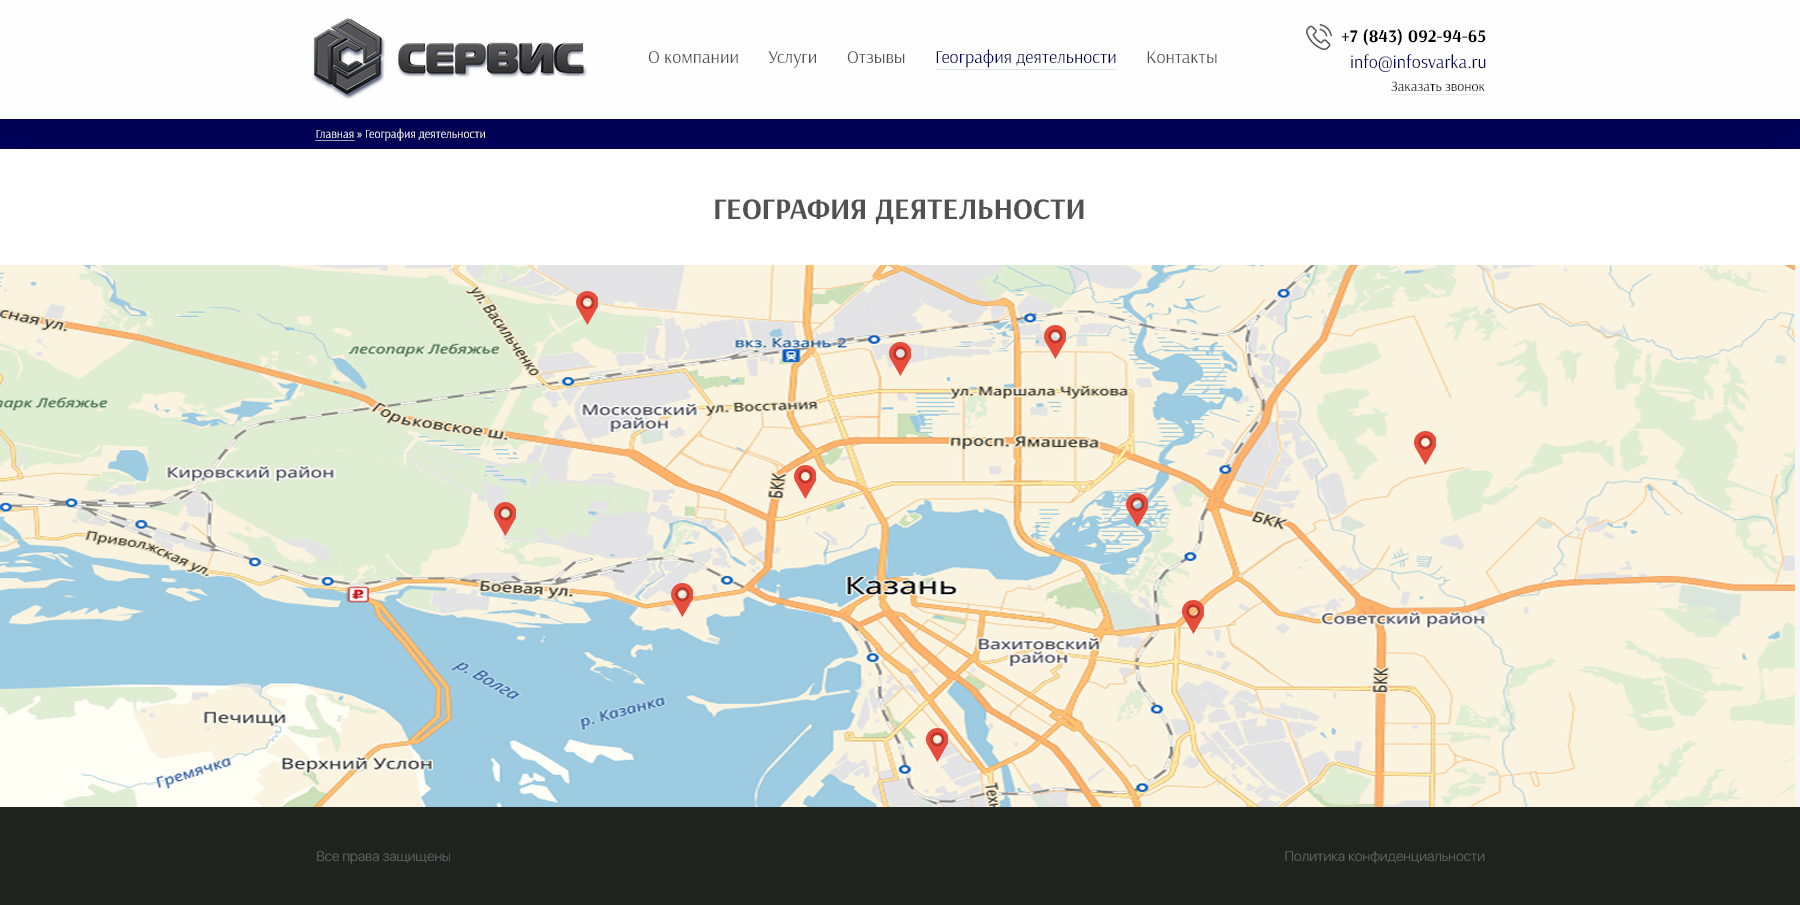 СЕРВИС
О компании
Услуги
Отзывы
География деятельности
Контакты
+7 (843) 092-94-65
info@infosvarka.ru
Заказать звонок
Главная » География деятельности
ГЕОГРАФИЯ ДЕЯТЕЛЬНОСТИ
сная ул.
ул. Васильченко
лесопарк Лебяжье
вкз. Казань-2
парк Лебяжье
Горьковское ш.
Московский
район
ул. Восстания
ул. Маршала Чуйкова
просп. Ямашева
Кировский район
БКК
БКК
Приволжская ул.
₽
Боевая ул.
Казань
Советский район
Вахитовский
район
р. Волга
р. Казанка
БКК
Печищи
Гремячка
Верхний Услон
Техн
Все права защищены
Политика конфиденциальности